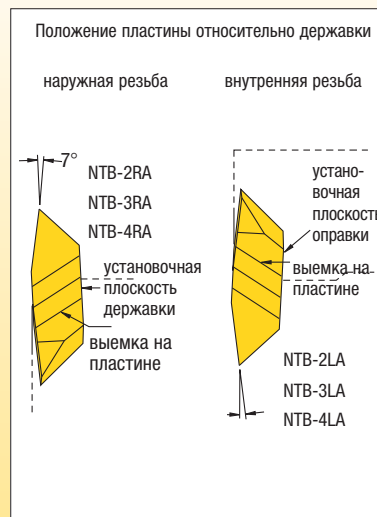 Положение пластины относительно державки
наружная резьба
7°
NTB-2RA
NTB-3RA
NTB-4RA
установочная
плоскость
державки
выемка на
пластине
внутренняя резьба
устано-
вочная
плоскость
оправки
выемка на
пластине
NTB-2LA
NTB-3LA
NTB-4LA